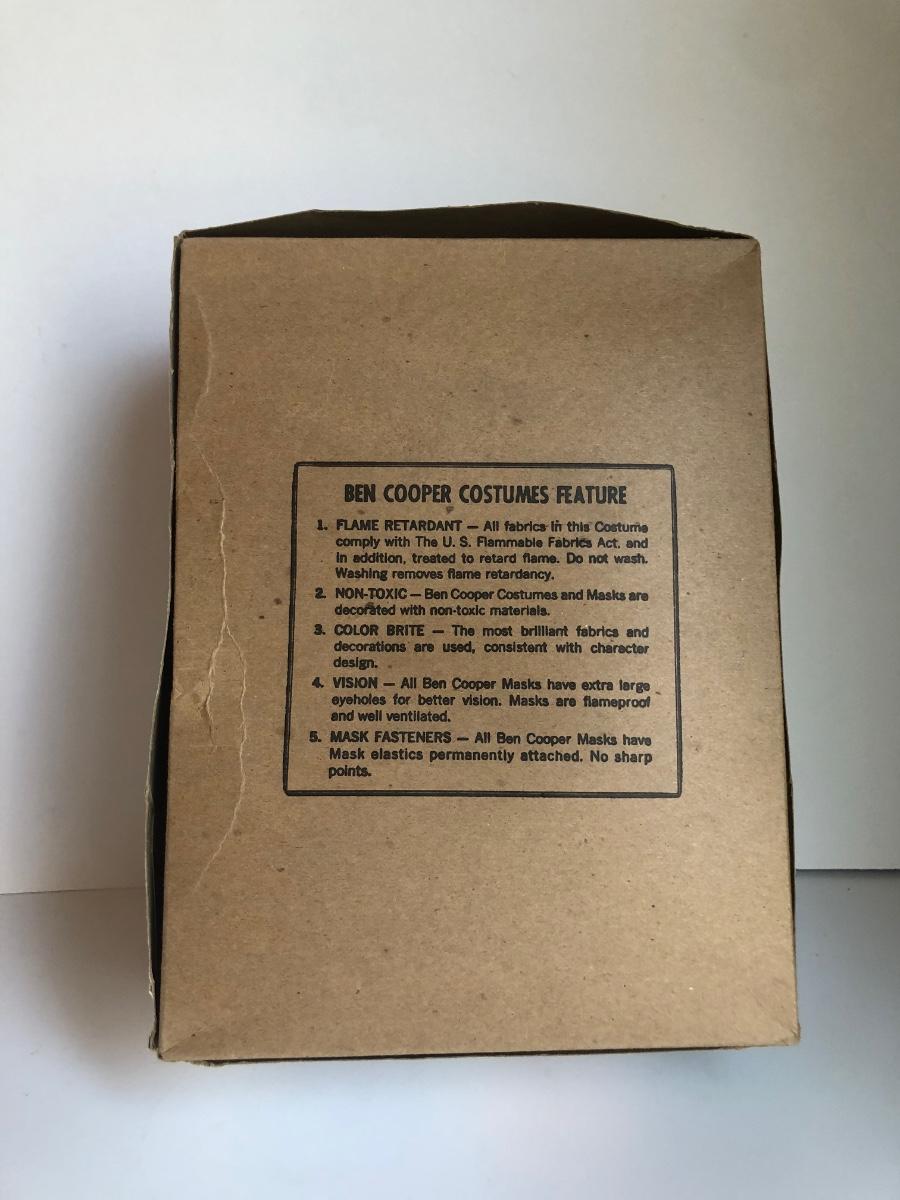 BEN COOPER COSTUMES FEATURE
1. FLAME RETARDANT — All fabrics in this Costume
comply with The U. S. Flammable Fabrics Act, and
in addition, treated to retard flame. Do not wash.
Washing removes flame retardancy.
2. NON-TOXIC — Ben Cooper Costumes and Masks are
decorated with non-toxic materials.
3. COLOR BRITE — The most brilliant fabrics and
decorations are used, consistent with character
design.
4. VISION — All Ben Cooper Masks have extra large
eyeholes for better vision. Masks are flameproof
and well ventilated.
5. MASK FASTENERS — All Ben Cooper Masks have
Mask elastics permanently attached. No sharp
points.